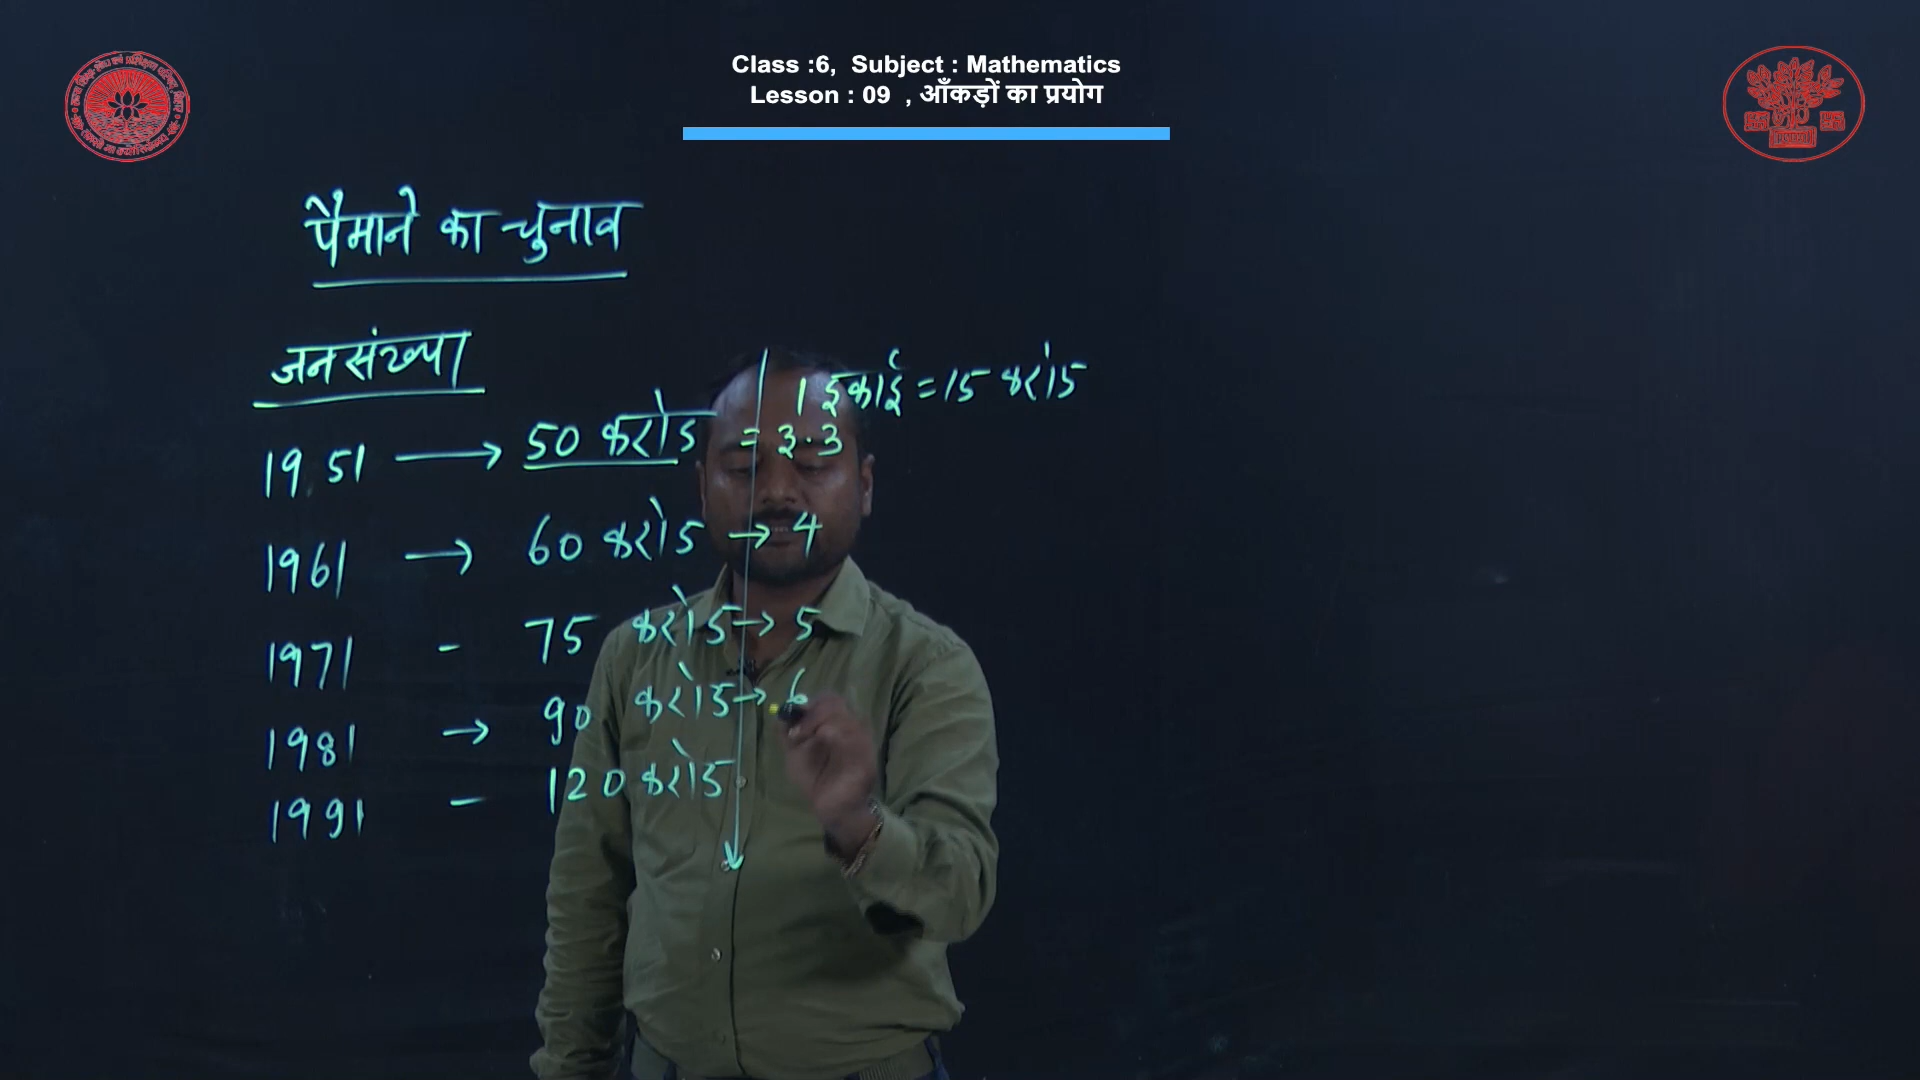 Class :6, Subject : Mathematics
Lesson : 09 , आँकड़ों का प्रयोग
पैमाने का चुनाव
जनसंख्या
1 इकाई = 15 करोड़
1951 → 50 करोड़ = 3.3
1961 → 60 करोड़ → 4
1971 - 75 करोड़ → 5
1981 → 90 करोड़ → 6
1991 - 120 करोड़